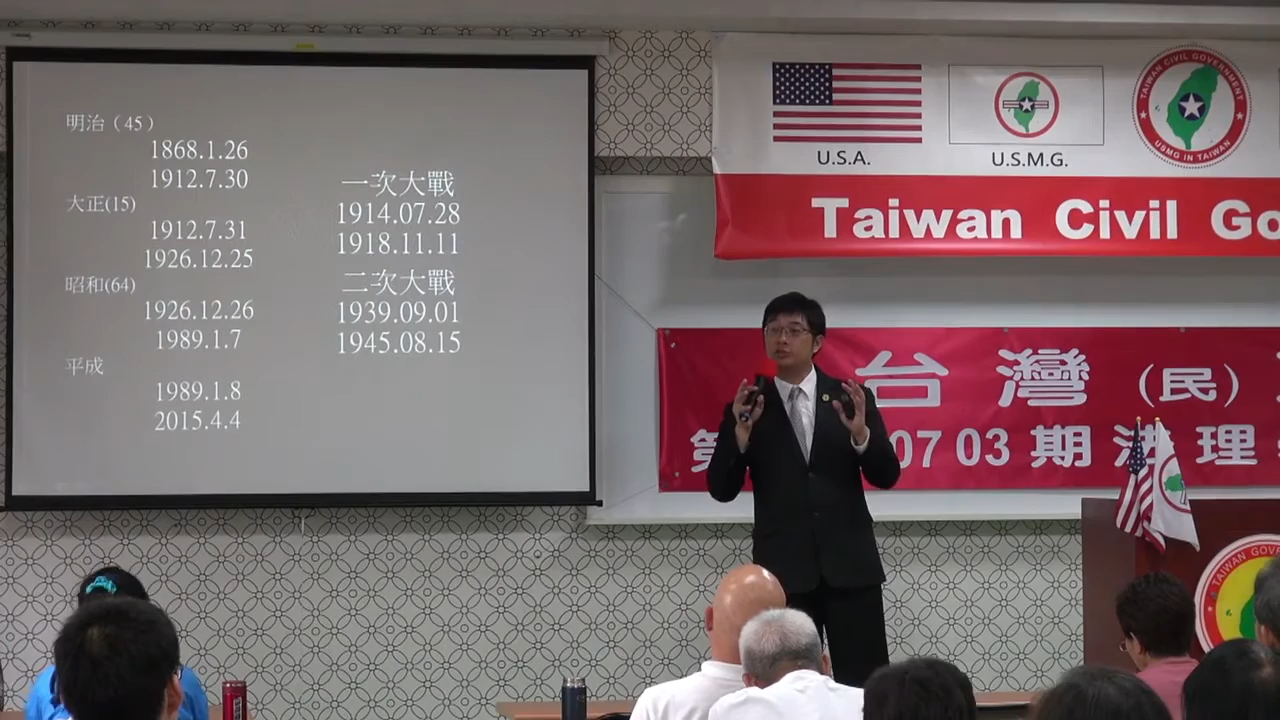 明治（45）
1868.1.26
1912.7.30
大正(15)
1912.7.31
1926.12.25
昭和(64)
1926.12.26
1989.1.7
平成
1989.1.8
2015.4.4
一次大戰
1914.07.28
1918.11.11
二次大戰
1939.09.01
1945.08.15
U.S.A.
U.S.M.G.
TAIWAN CIVIL GOVERNMENT
USMG IN TAIWAN
Taiwan Civil Go
台灣（民）
第 07 03 期 理
TAIWAN GOVER